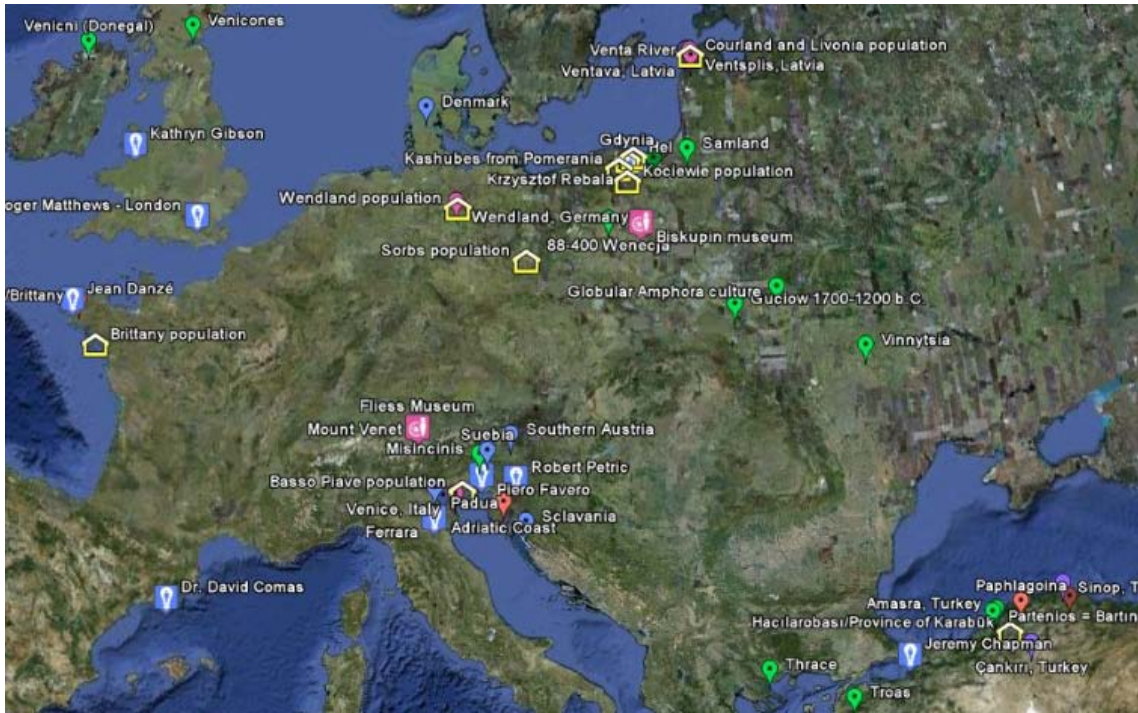 Venicni (Donegal)
Venicones
Venta River
Courland and Livonia population
Ventava, Latvia
Ventsplis,Latvia
Denmark
Kathryn Gibson
Gdynia
Hel
Samland
Kashubes from Pomerania
Kociewie population
Krzysztof Rebala
Wendland population
oger Matthews - London
Wendland, Germany
Biskupin museum
88-400 Wenecja
Sorbs population
/Brittany
Jean Danzé
Globular Amphora culture
Guciow 1700-1200 b.C.
Brittany population
Vinnytsia
Fliess Museum
Mount Venet
Suebia
Southern Austria
Misincinis
Robert Petric
Basso Piave population
Piero Favero
Venice, Italy
Padua
Sclavania
Ferrara
Adriatic Coast
Dr. David Comas
Paphlagoina
Sinop, T
Amasra, Turkey
Partenios = Bartin
Hacılarobası/Province of Karabük
Jeremy Chapman
Çankırı, Turkey
Thrace
Troas